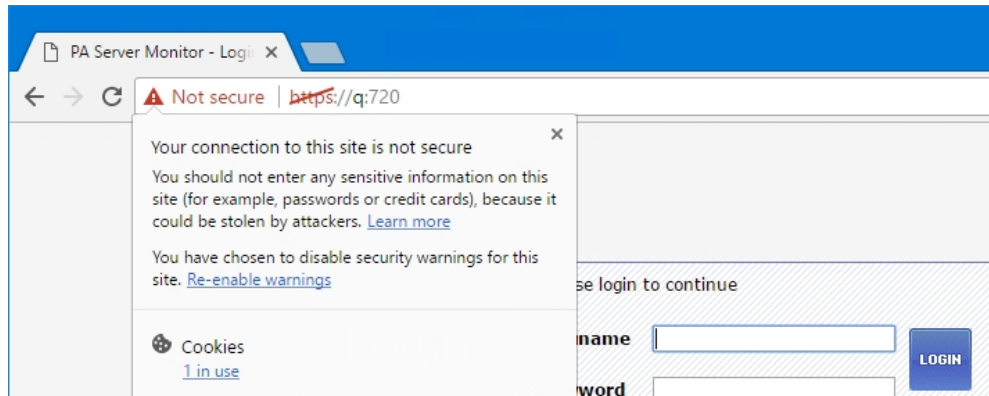 PA Server Monitor - Logi
Not secure | https://q:720
Your connection to this site is not secure
You should not enter any sensitive information on this
site (for example, passwords or credit cards), because it
could be stolen by attackers. Learn more
You have chosen to disable security warnings for this
site. Re-enable warnings
Cookies
1 in use
se login to continue
name
LOGIN
word